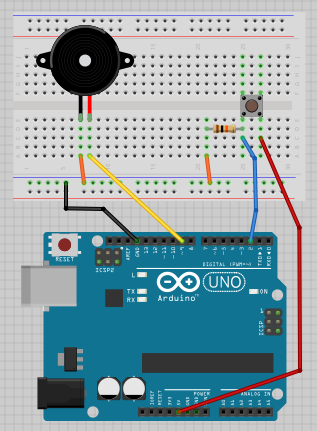 RESET
ICSP2
AREF
GND
13
12
~11
~10
~9
8
7
~6
~5
4
~3
2
TX▶1
RX◀0
DIGITAL (PWM=~)
L
TX
RX
Arduino™
UNO
ON
1
ICSP
IOREF
RESET
3V3
5V
GND
VIN
POWER
ANALOG IN
A0
A1
A2
A3
A4
A5